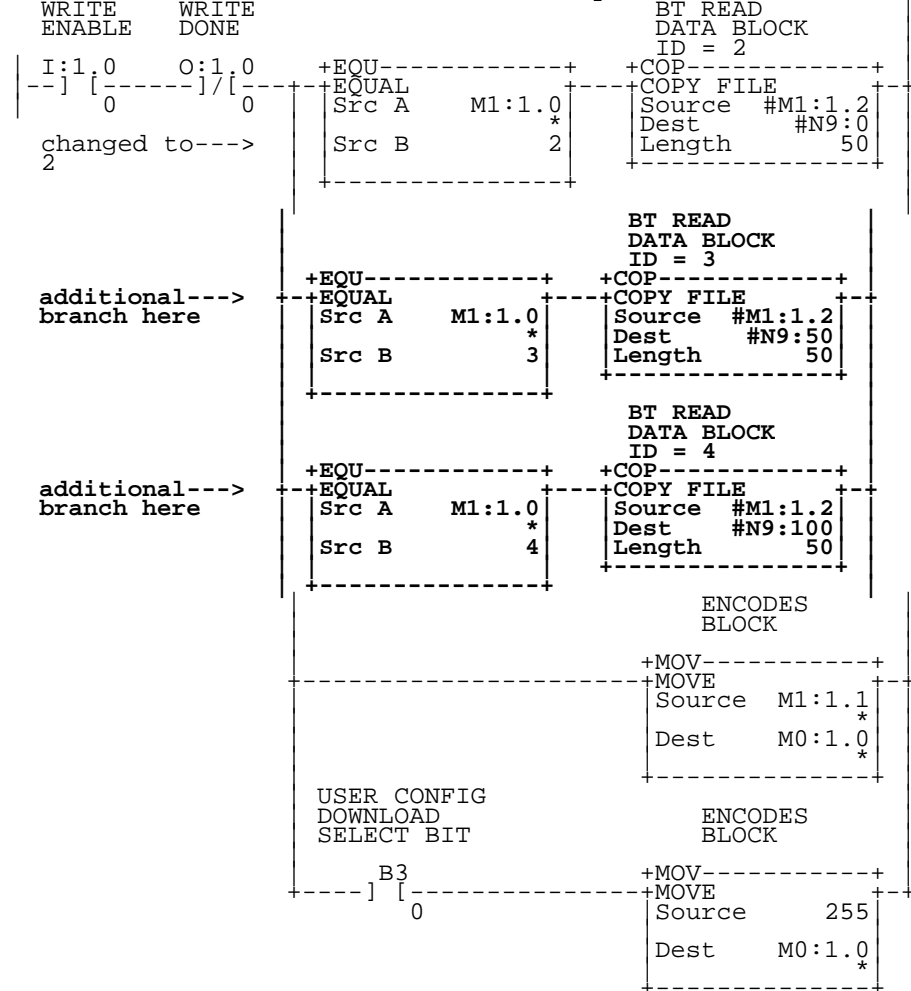 WRITE WRITE BT READ
ENABLE DONE DATA BLOCK
ID = 2
I:1.0 O:1.0 +EQU------------+ +COP------------+
--] [------]/[---+-+EQUAL +----+COPY FILE +-+
0 0 Src A M1:1.0 Source #M1:1.2
* Dest #N9:0
changed to---> Src B 2 Length 50
2 +---------------+
+---------------+
BT READ
DATA BLOCK
ID = 3
+EQU------------+ +COP------------+
additional---> +-+EQUAL +----+COPY FILE +-+
branch here Src A M1:1.0 Source #M1:1.2
* Dest #N9:50
Src B 3 Length 50
+---------------+
+---------------+
BT READ
DATA BLOCK
ID = 4
+EQU------------+ +COP------------+
additional---> +-+EQUAL +----+COPY FILE +-+
branch here Src A M1:1.0 Source #M1:1.2
* Dest #N9:100
Src B 4 Length 50
+---------------+
+---------------+
ENCODES
BLOCK
+MOV-----------+
+-----------------------+MOVE +-+
Source M1:1.1
*
Dest M0:1.0
*
+---------------+
USER CONFIG
DOWNLOAD ENCODES
SELECT BIT BLOCK
B3 +MOV-----------+
+----] [---------------+MOVE +-+
0 Source 255
Dest M0:1.0
*
+---------------+